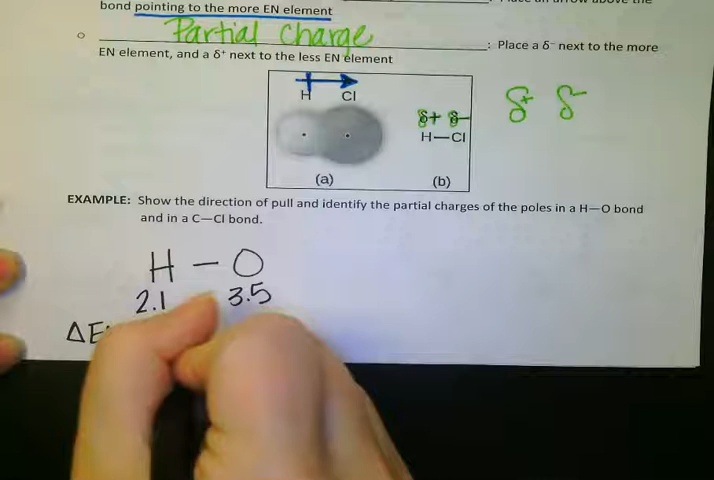 bond pointing to the more EN element
Partial Charge
o : Place a δ⁻ next to the more
EN element, and a δ⁺ next to the less EN element
H Cl
δ+ δ-
H—Cl
δ+ δ-
(a) (b)
EXAMPLE: Show the direction of pull and identify the partial charges of the poles in a H—O bond
and in a C—Cl bond.
H – O
2.1 3.5